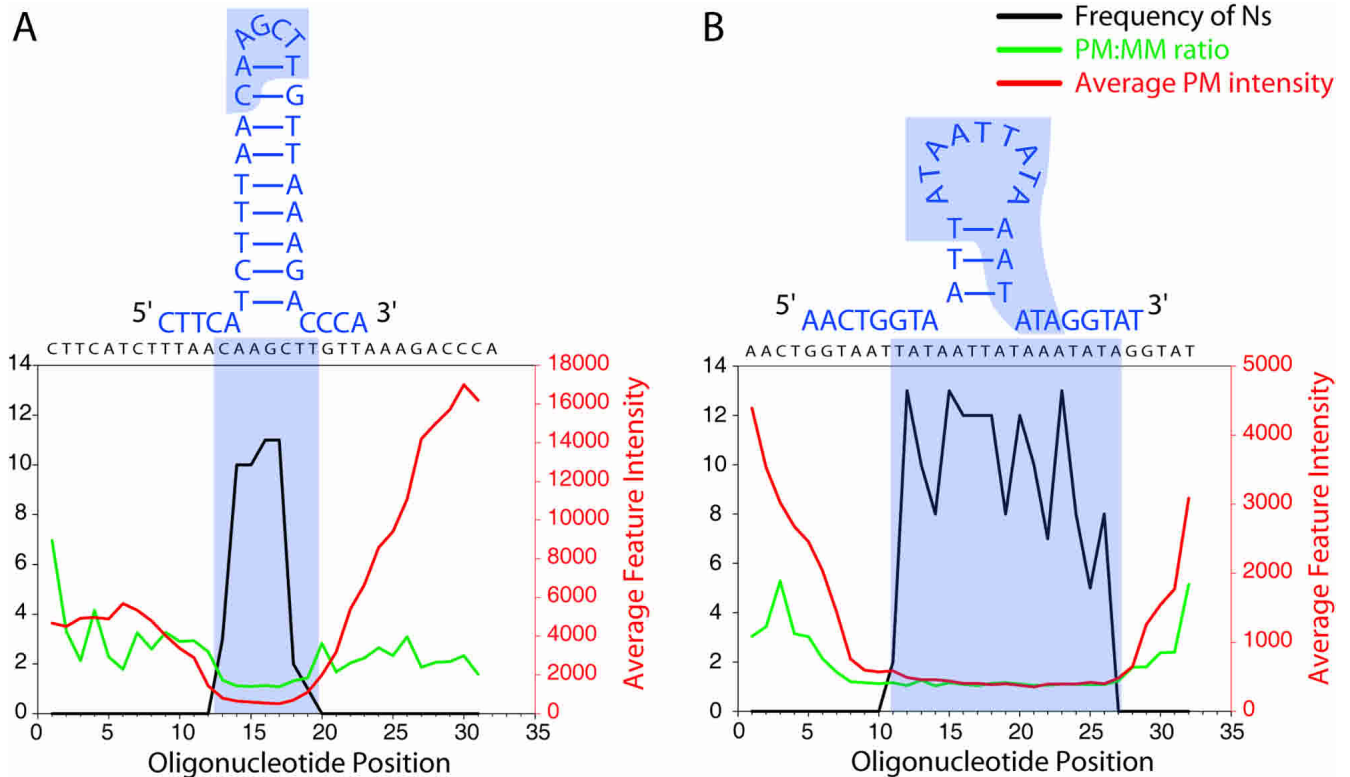 A
B
Frequency of Ns
PM:MM ratio
Average PM intensity
AGCT
A T
C G
A T
A T
T A
T A
T A
C G
T A
5' CTTCA CCCA 3'
CTTCATCTTTAACAAGCTTGTTAAAGACCCA
14
12
10
8
6
4
2
0
18000
16000
14000
12000
10000
8000
6000
4000
2000
0
Average Feature Intensity
0 5 10 15 20 25 30 35
Oligonucleotide Position
ATAATTATA
T A
T A
A T
5' AACTGGTA ATAGGTAT 3'
AACTGGTAATTATAATTATAAATATAGGTAT
14
12
10
8
6
4
2
0
5000
4000
3000
2000
1000
0
Average Feature Intensity
0 5 10 15 20 25 30 35
Oligonucleotide Position